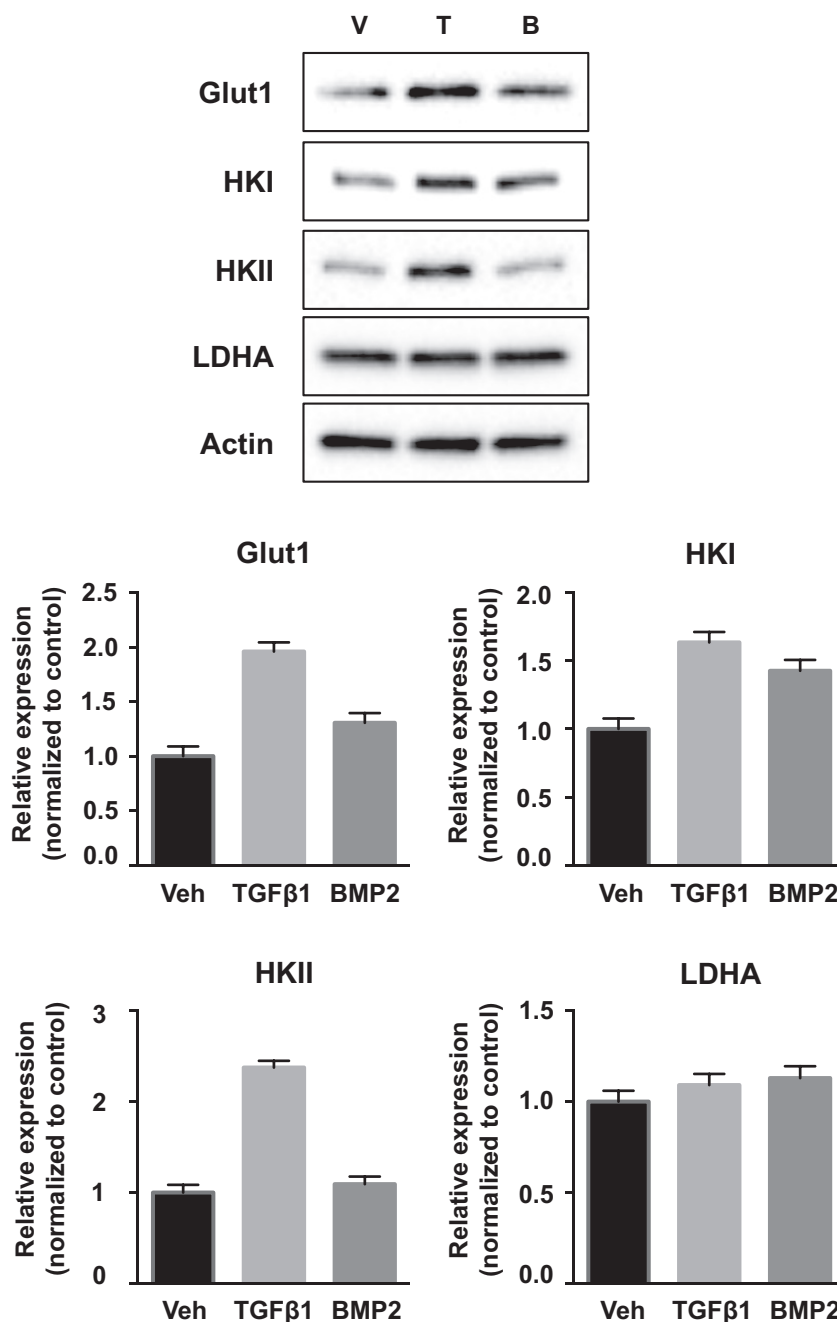 V T B
Glut1
HKI
HKII
LDHA
Actin
Glut1
Relative expression
(normalized to control)
2.5
2.0
1.5
1.0
0.5
0.0
Veh TGFβ1 BMP2
HKI
Relative expression
(normalized to control)
2.0
1.5
1.0
0.5
0.0
Veh TGFβ1 BMP2
HKII
Relative expression
(normalized to control)
3
2
1
0
Veh TGFβ1 BMP2
LDHA
Relative expression
(normalized to control)
1.5
1.0
0.5
0.0
Veh TGFβ1 BMP2